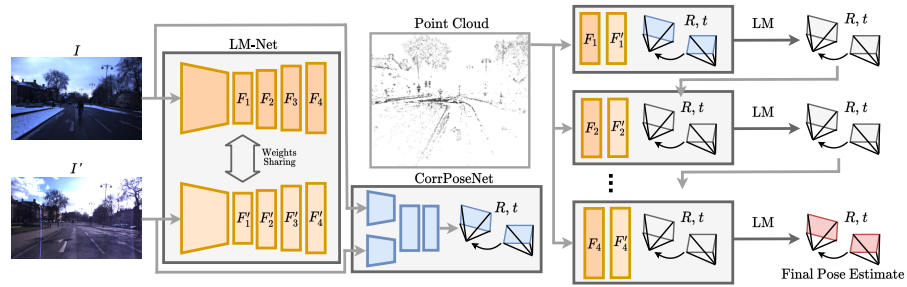 I
I'
LM-Net
F₁
F₂
F₃
F₄
Weights
Sharing
F'₁
F'₂
F'₃
F'₄
CorrPoseNet
R, t
Point Cloud
F₁ F'₁ R, t
LM
R, t
F₂ F'₂ R, t
LM
R, t
⋮
F₄ F'₄ R, t
LM
R, t
Final Pose Estimate